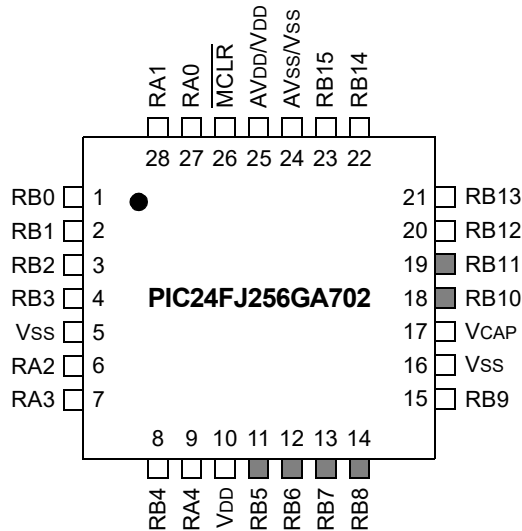 RA1 RA0 MCLR AVDD/VDD AVSS/VSS RB15 RB14
28 27 26 25 24 23 22
RB0 1 21 RB13
RB1 2 20 RB12
RB2 3 19 RB11
RB3 4 PIC24FJ256GA702 18 RB10
VSS 5 17 VCAP
RA2 6 16 VSS
RA3 7 15 RB9
8 9 10 11 12 13 14
RB4 RA4 VDD RB5 RB6 RB7 RB8